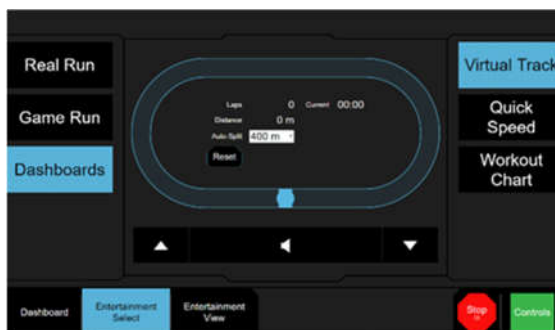 Real Run
Game Run
Dashboards
Laps 0 Current 00:00
Distance 0 m
Auto-Split 400 m
Reset
Virtual Track
Quick
Speed
Workout
Chart
Dashboard
Entertainment
Select
Entertainment
View
Stop
Controls